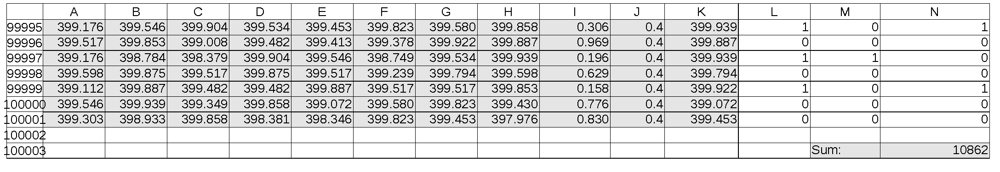 A B C D E F G H I J K L M N
99995 399.176 399.546 399.904 399.534 399.453 399.823 399.580 399.858 0.306 0.4 399.939 1 0 1
99996 399.517 399.853 399.008 399.482 399.413 399.378 399.922 399.887 0.969 0.4 399.887 0 0 0
99997 399.176 398.784 398.379 399.904 399.546 398.749 399.534 399.939 0.196 0.4 399.939 1 1 0
99998 399.598 399.875 399.517 399.875 399.517 399.239 399.794 399.598 0.629 0.4 399.794 0 0 0
99999 399.112 399.887 399.482 399.482 399.887 399.517 399.517 399.853 0.158 0.4 399.922 1 0 1
100000 399.546 399.939 399.349 399.858 399.072 399.580 399.823 399.430 0.776 0.4 399.072 0 0 0
100001 399.303 398.933 399.858 398.381 398.346 399.823 399.453 397.976 0.830 0.4 399.453 0 0 0
100002
100003 Sum: 10862